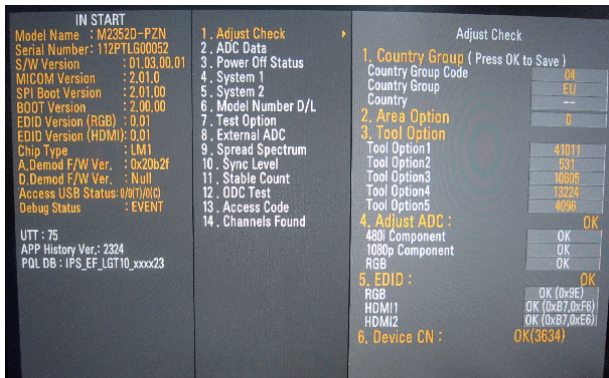 IN START
Model Name : M2352D-PZN
Serial Number: 112PTLG00052
S/W Version : 01.03.00.01
MICOM Version : 2.01.0
SPI Boot Version : 2.01.00
BOOT Version : 2.00.00
EDID Version (RGB) : 0.01
EDID Version (HDMI): 0.01
Chip Type : LM1
A.Demod F/W Ver. : 0x20b2f
D.Demod F/W Ver. : Null
Access USB Status: 0/0(T)/0(C)
Debug Status : EVENT
UTT : 75
APP History Ver.: 2324
PQL DB : IPS_EF_LGT10_xxxx23
1 . Adjust Check
2 . ADC Data
3 . Power Off Status
4 . System 1
5 . System 2
6 . Model Number D/L
7 . Test Option
8 . External ADC
9 . Spread Spectrum
10 . Sync Level
11 . Stable Count
12 . ODC Test
13 . Access Code
14 . Channels Found
Adjust Check
1. Country Group ( Press OK to Save )
Country Group Code 04
Country Group EU
Country --
2. Area Option 0
3. Tool Option
Tool Option1 41011
Tool Option2 531
Tool Option3 10805
Tool Option4 13224
Tool Option5 4096
4. Adjust ADC : OK
480i Component OK
1080p Component OK
RGB OK
5. EDID : OK
RGB OK (0x9E)
HDMI1 OK (0xB7,0xF6)
HDMI2 OK (0xB7,0xE6)
6. Device CN : OK(3634)